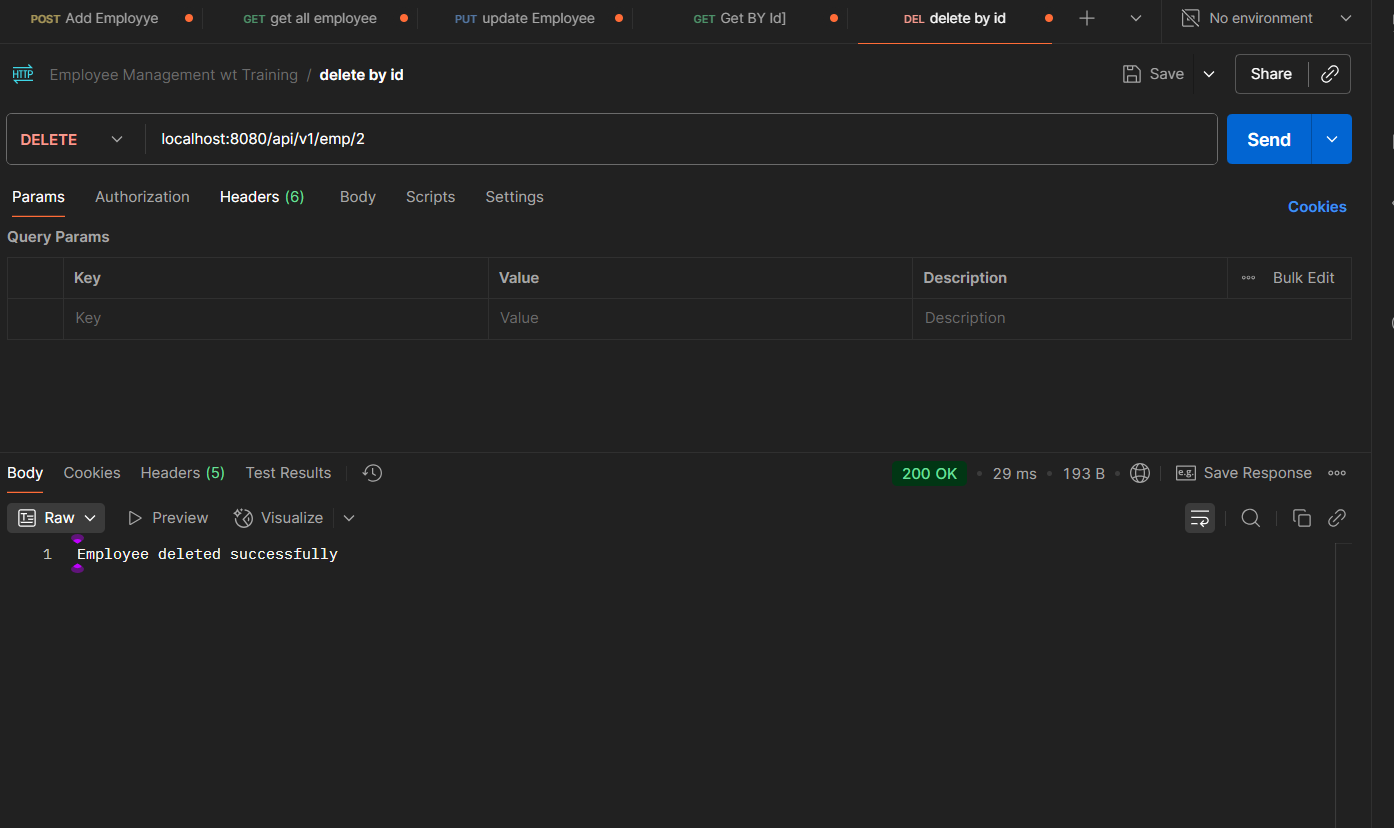 POST Add Employye GET get all employee PUT update Employee GET Get BY Id] DEL delete by id No environment
HTTP Employee Management wt Training / delete by id Save Share
DELETE localhost:8080/api/v1/emp/2 Send
Params Authorization Headers (6) Body Scripts Settings Cookies
Query Params
Key Value Description Bulk Edit
Key Value Description
Body Cookies Headers (5) Test Results 200 OK • 29 ms • 193 B • e.g. Save Response
Raw Preview Visualize
1 Employee deleted successfully